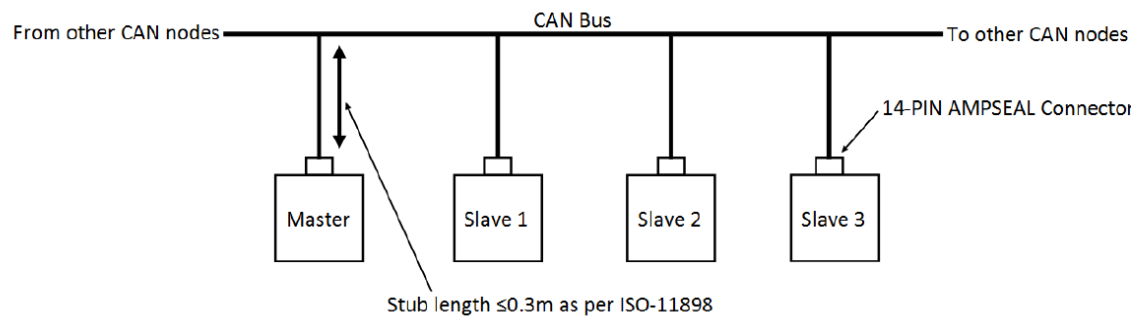 CAN Bus
From other CAN nodes
To other CAN nodes
14-PIN AMPSEAL Connector
Master
Slave 1
Slave 2
Slave 3
Stub length ≤0.3m as per ISO-11898